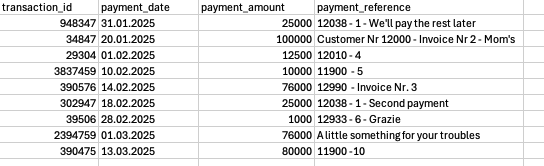 transaction_id payment_date payment_amount payment_reference
948347 31.01.2025 25000 12038 - 1 - We'll pay the rest later
34847 20.01.2025 100000 Customer Nr 12000 - Invoice Nr 2 - Mom's
29304 01.02.2025 12500 12010 - 4
3837459 10.02.2025 10000 11900 - 5
390576 14.02.2025 76000 12990 - Invoice Nr. 3
302947 18.02.2025 25000 12038 - 1 - Second payment
39506 28.02.2025 1000 12933 - 6 - Grazie
2394759 01.03.2025 76000 A little something for your troubles
390475 13.03.2025 80000 11900 -10